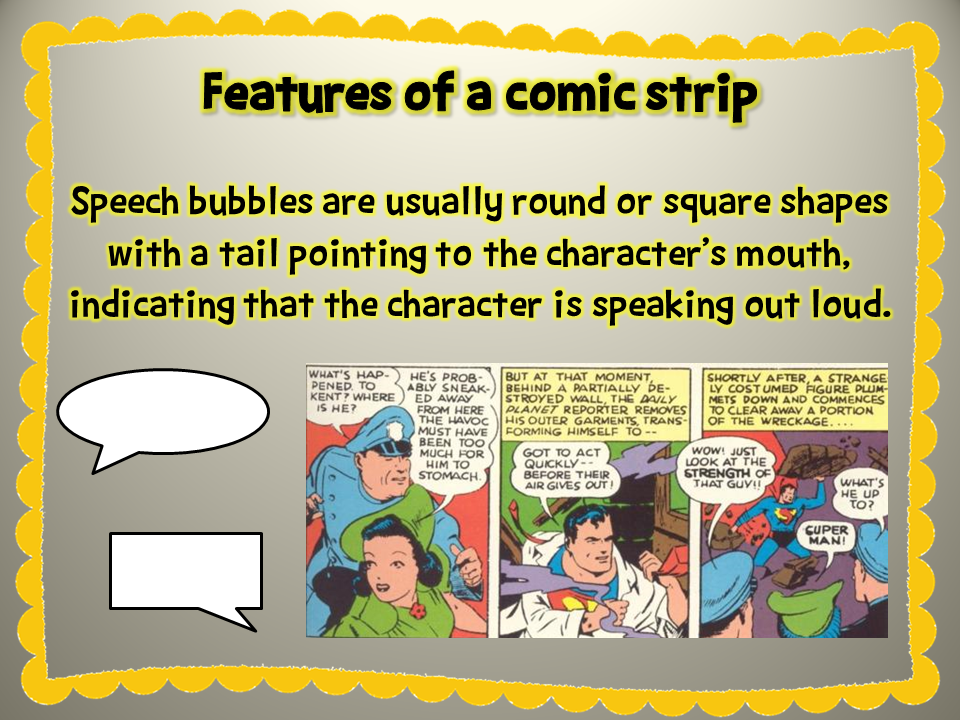 Features of a comic strip
Speech bubbles are usually round or square shapes
with a tail pointing to the character's mouth,
indicating that the character is speaking out loud.
WHAT'S HAP-
PENED TO
KENT? WHERE
IS HE?
HE'S PROB-
ABLY SNEAK-
ED AWAY
FROM HERE
THE HAVOC
MUST HAVE
BEEN TOO
MUCH FOR
HIM TO
STOMACH.
BUT AT THAT MOMENT,
BEHIND A PARTIALLY DE-
STROYED WALL, THE DAILY
PLANET REPORTER REMOVES
HIS OUTER GARMENTS, TRANS-
FORMING HIMSELF TO --
GOT TO ACT
QUICKLY--
BEFORE THEIR
AIR GIVES OUT!
SHORTLY AFTER, A STRANGE
LY COSTUMED FIGURE PLUM-
METS DOWN AND COMMENCES
TO CLEAR AWAY A PORTION
OF THE WRECKAGE....
WOW! JUST
LOOK AT THE
STRENGTH OF
THAT GUY!!
WHAT'S
HE UP
TO?
SUPER
MAN!